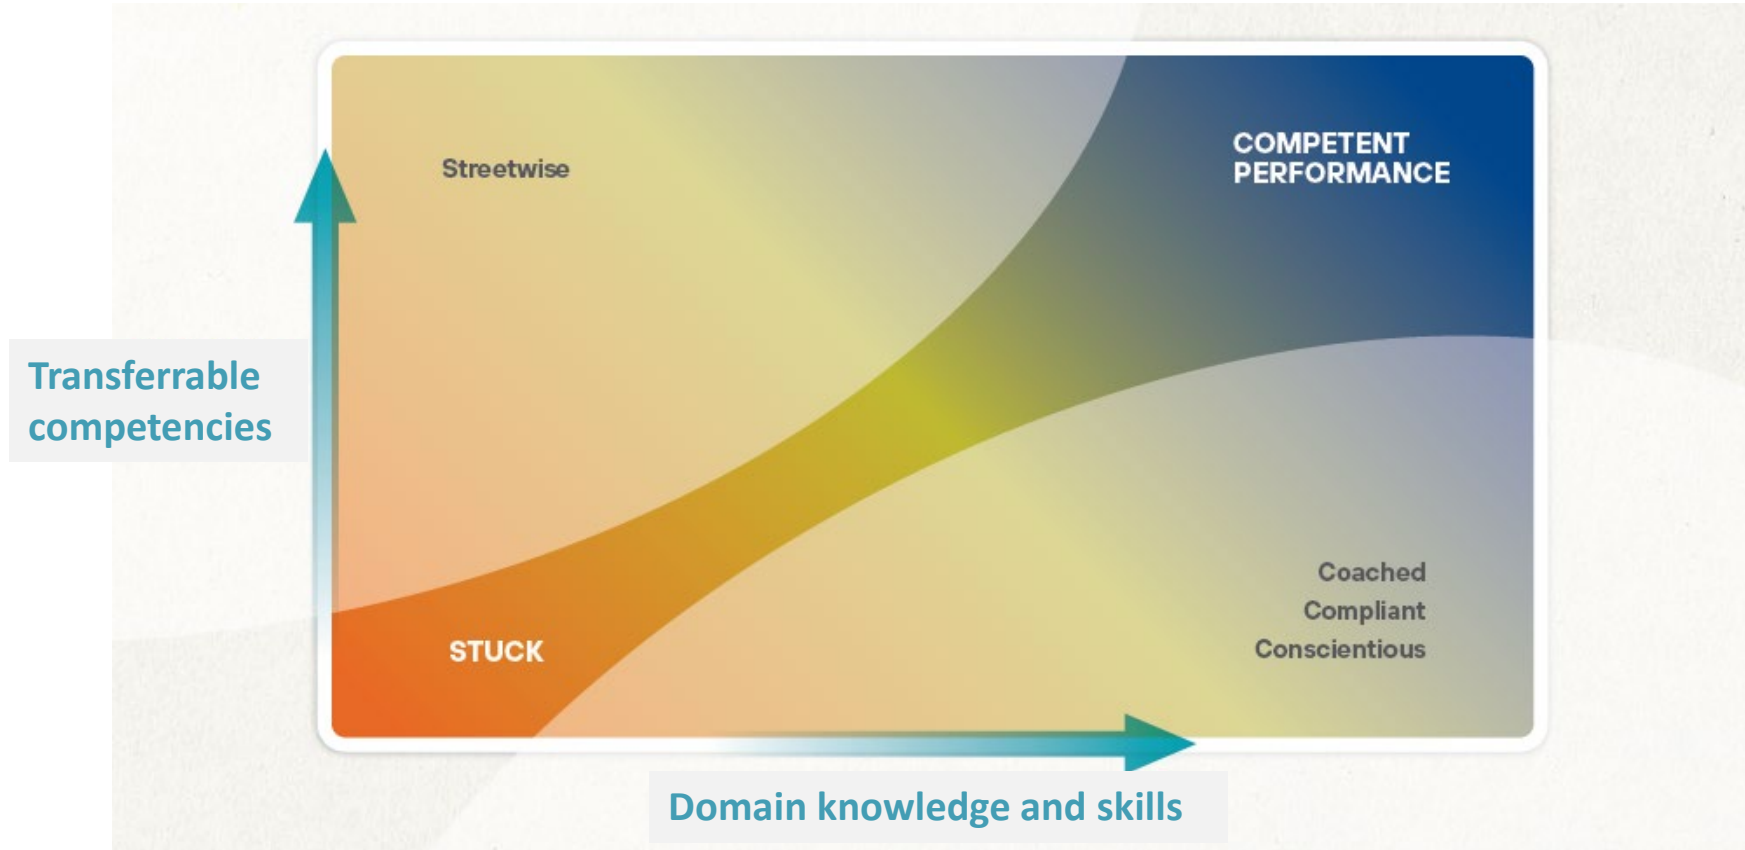 Streetwise
COMPETENT
PERFORMANCE
Transferrable
competencies
Coached
Compliant
Conscientious
STUCK
Domain knowledge and skills